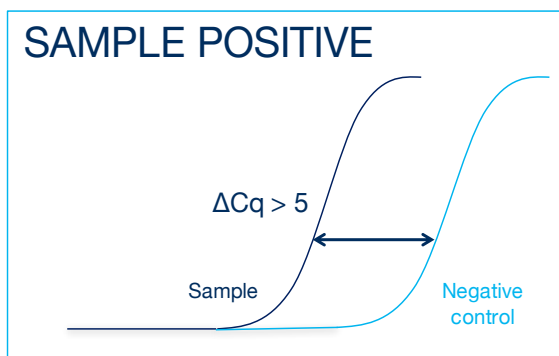 SAMPLE POSITIVE
ΔCq > 5
Sample
Negative
control